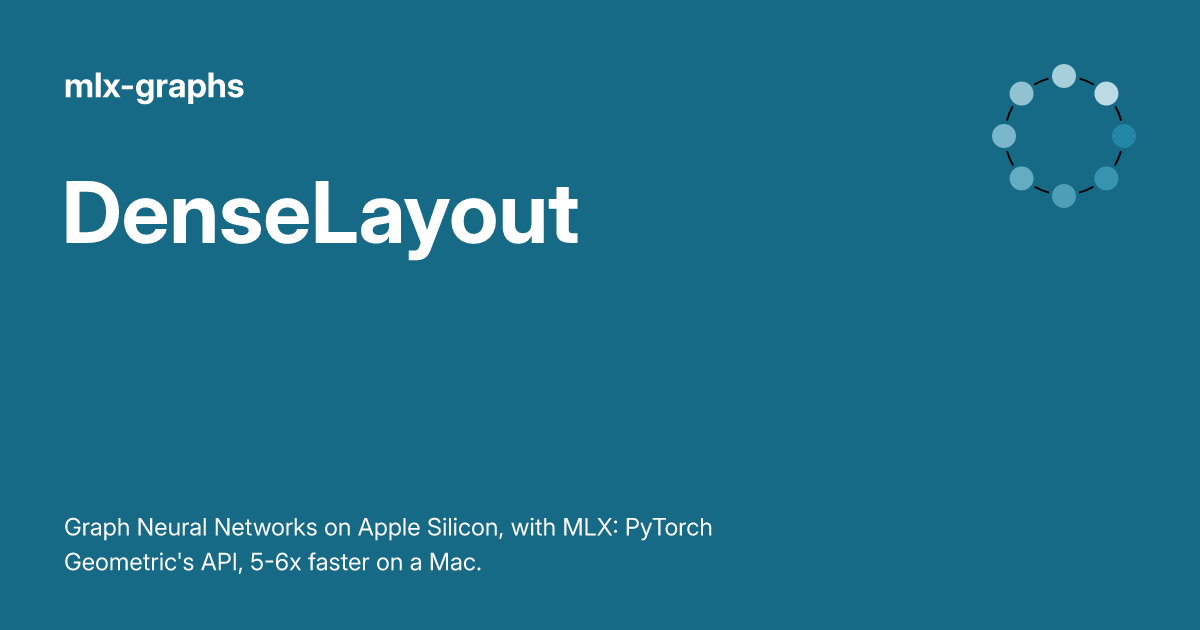 mlx-graphs
DenseLayout
Graph Neural Networks on Apple Silicon, with MLX: PyTorch
Geometric's API, 5-6x faster on a Mac.